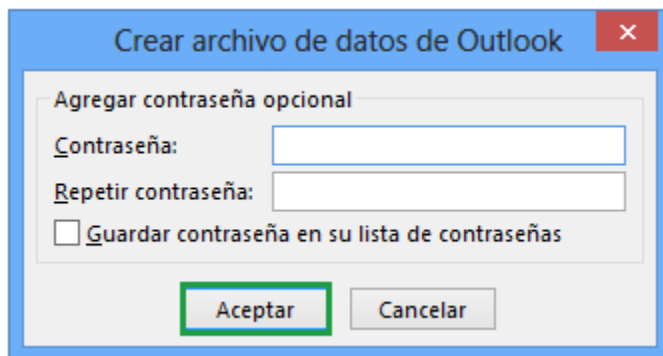 Crear archivo de datos de Outlook
Agregar contraseña opcional
Contraseña:
Repetir contraseña:
Guardar contraseña en su lista de contraseñas
Aceptar Cancelar